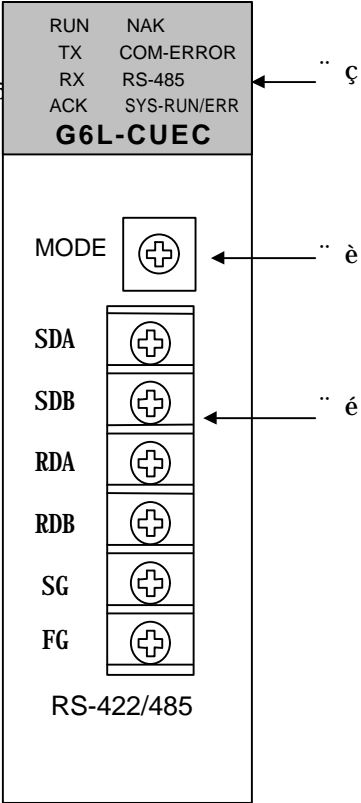 RUN NAK
TX COM-ERROR
RX RS-485
ACK SYS-RUN/ERR
G6L-CUEC
¨ ç
MODE
¨ è
SDA
SDB
¨ é
RDA
RDB
SG
FG
RS-422/485